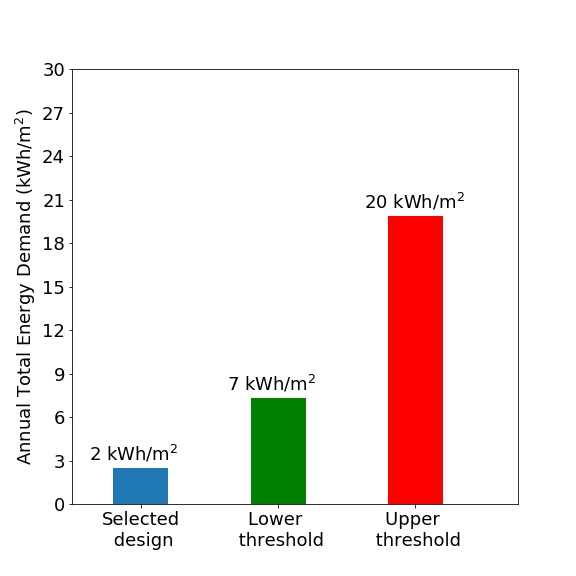 Annual Total Energy Demand (kWh/m²)
30
27
24
21
18
15
12
9
6
3
0
20 kWh/m²
7 kWh/m²
2 kWh/m²
Selected design
Lower threshold
Upper threshold